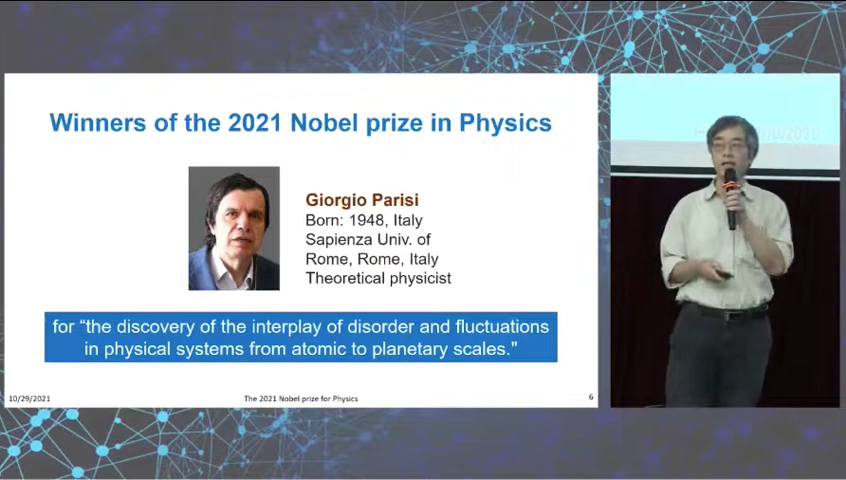 Winners of the 2021 Nobel prize in Physics
Giorgio Parisi
Born: 1948, Italy
Sapienza Univ. of
Rome, Rome, Italy
Theoretical physicist
for “the discovery of the interplay of disorder and fluctuations
in physical systems from atomic to planetary scales."
10/29/2021
The 2021 Nobel prize for Physics
6